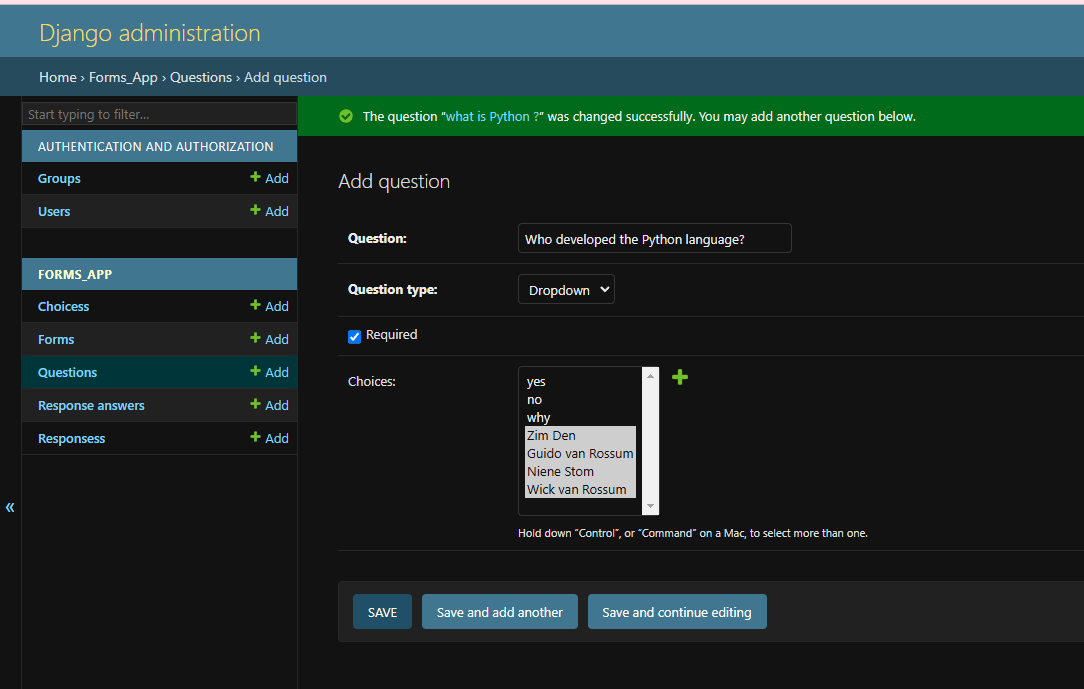 Django administration
Home › Forms_App › Questions › Add question
Start typing to filter...
AUTHENTICATION AND AUTHORIZATION
Groups + Add
Users + Add
FORMS_APP
Choicess + Add
Forms + Add
Questions + Add
Response answers + Add
Responsess + Add
«
The question “what is Python ?” was changed successfully. You may add another question below.
Add question
Question: Who developed the Python language?
Question type: Dropdown
Required
Choices:
yes
no
why
Zim Den
Guido van Rossum
Niene Stom
Wick van Rossum
Hold down “Control”, or “Command” on a Mac, to select more than one.
SAVE Save and add another Save and continue editing